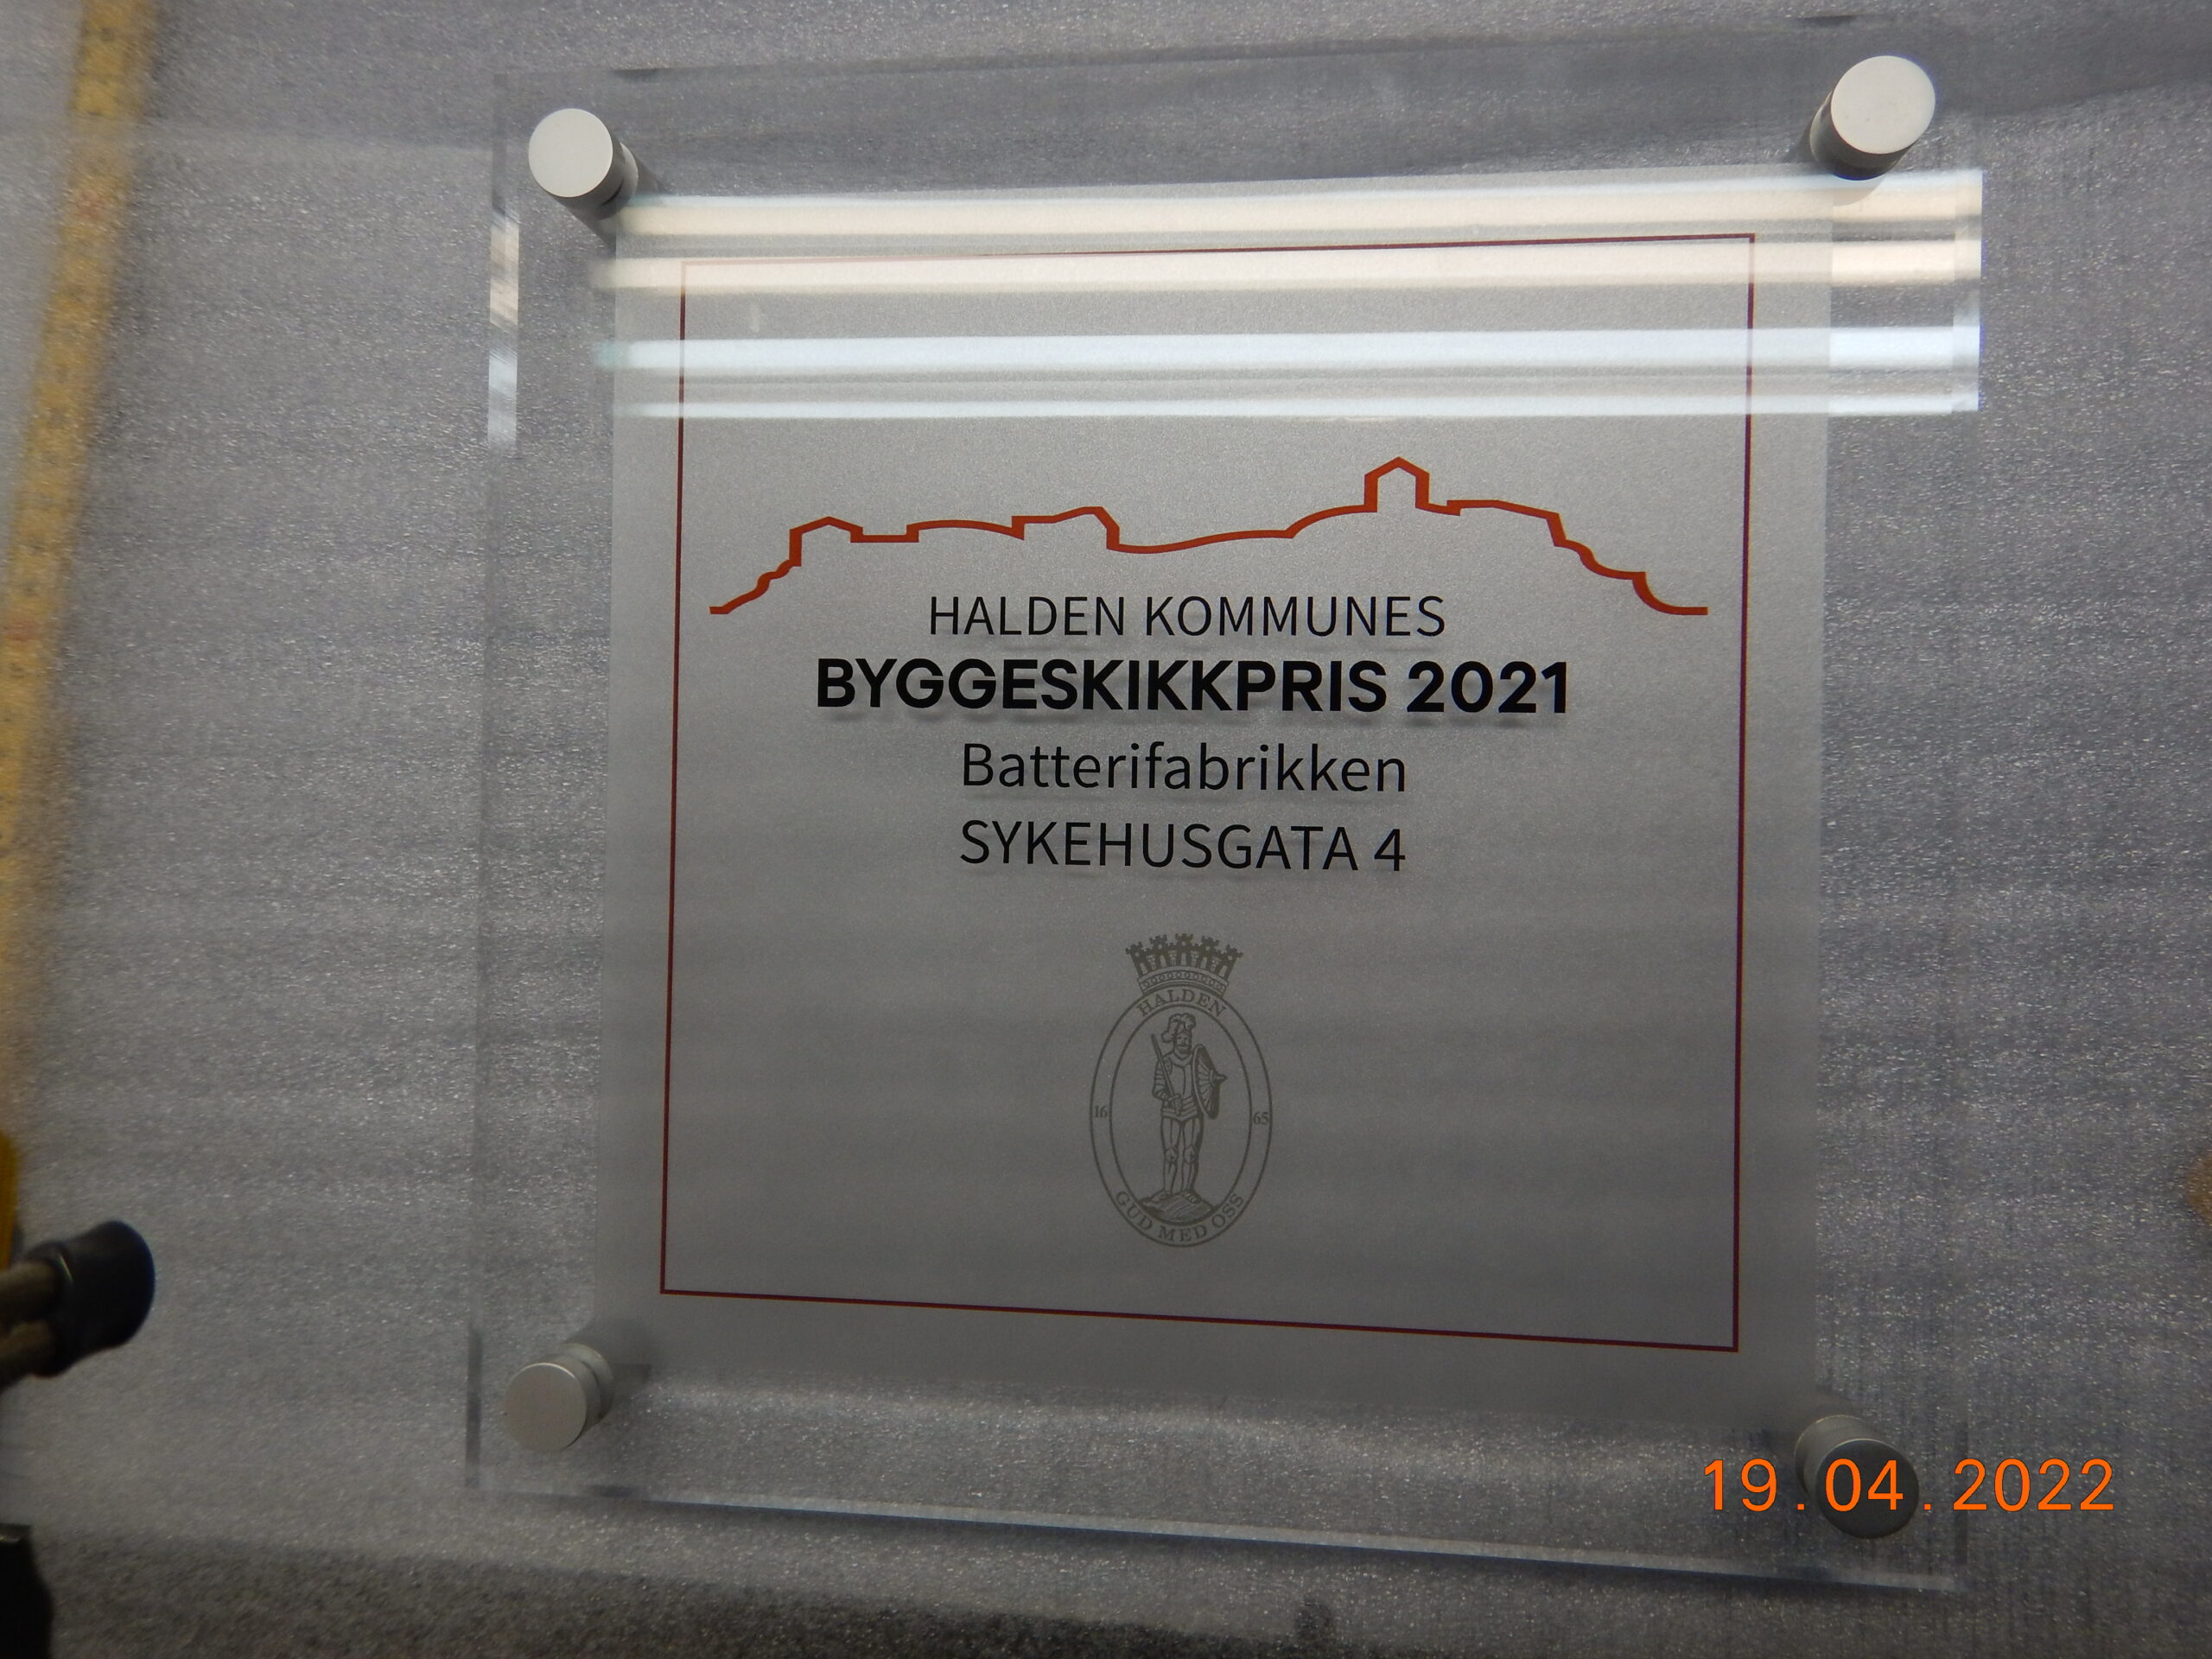 HALDEN KOMMUNES
BYGGESKIKKPRIS 2021
Batterifabrikken
SYKEHUSGATA 4
HALDEN
16 65
GUD MED OSS
19.04.2022